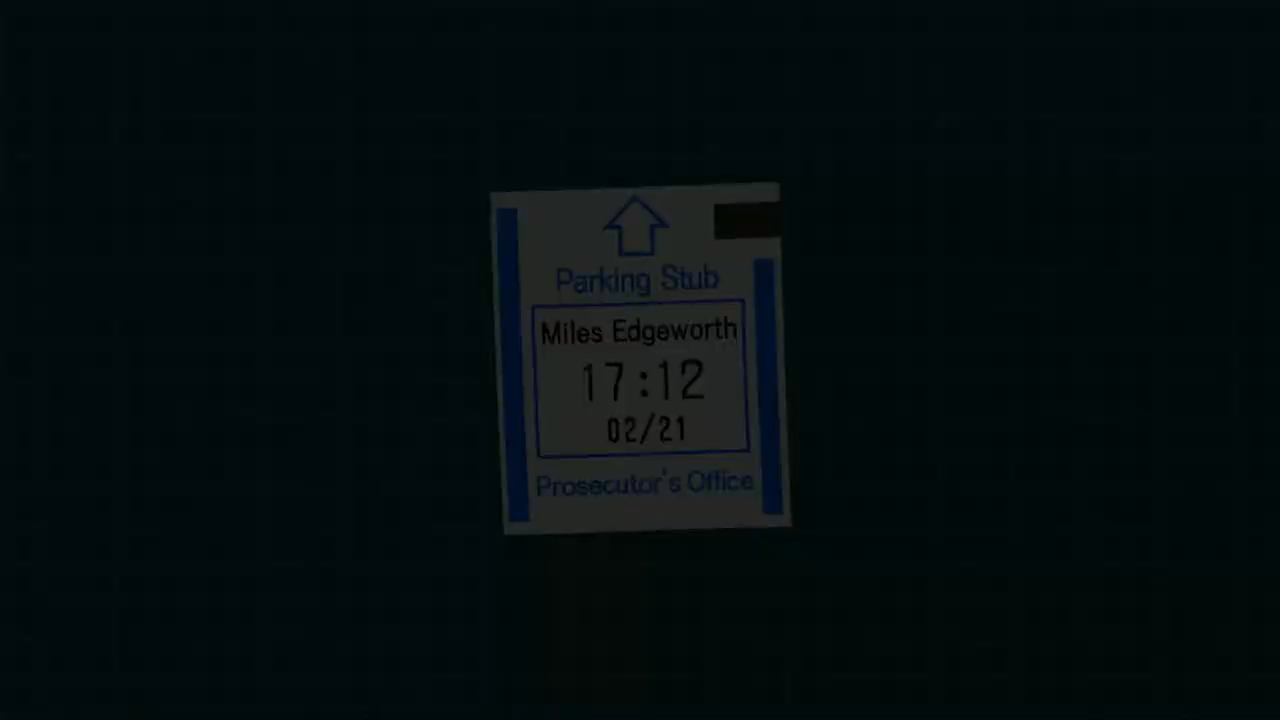 Parking Stub
Miles Edgeworth
17:12
02/21
Prosecutor's Office